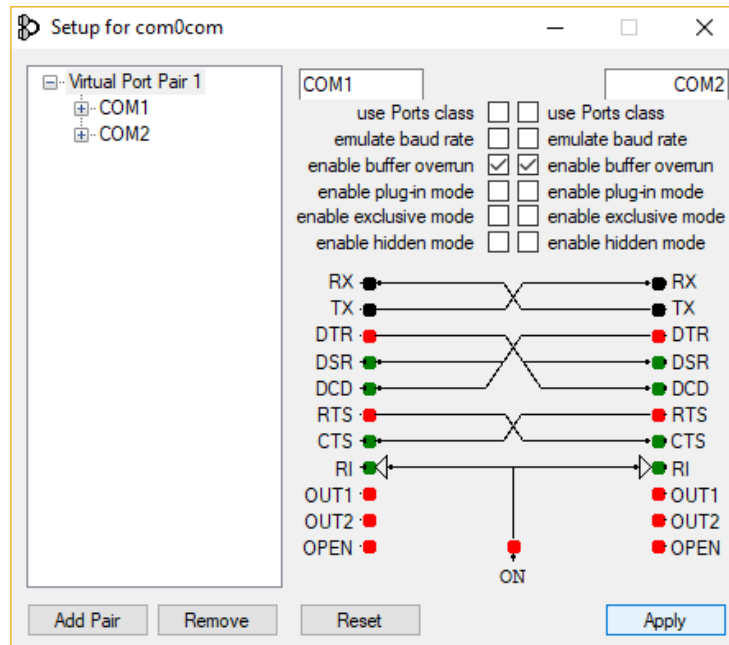 Setup for com0com
Virtual Port Pair 1
COM1
COM2
COM1 COM2
use Ports class use Ports class
emulate baud rate emulate baud rate
enable buffer overrun enable buffer overrun
enable plug-in mode enable plug-in mode
enable exclusive mode enable exclusive mode
enable hidden mode enable hidden mode
RX RX
TX TX
DTR DTR
DSR DSR
DCD DCD
RTS RTS
CTS CTS
RI RI
OUT1 OUT1
OUT2 OUT2
OPEN OPEN
ON
Add Pair Remove Reset Apply